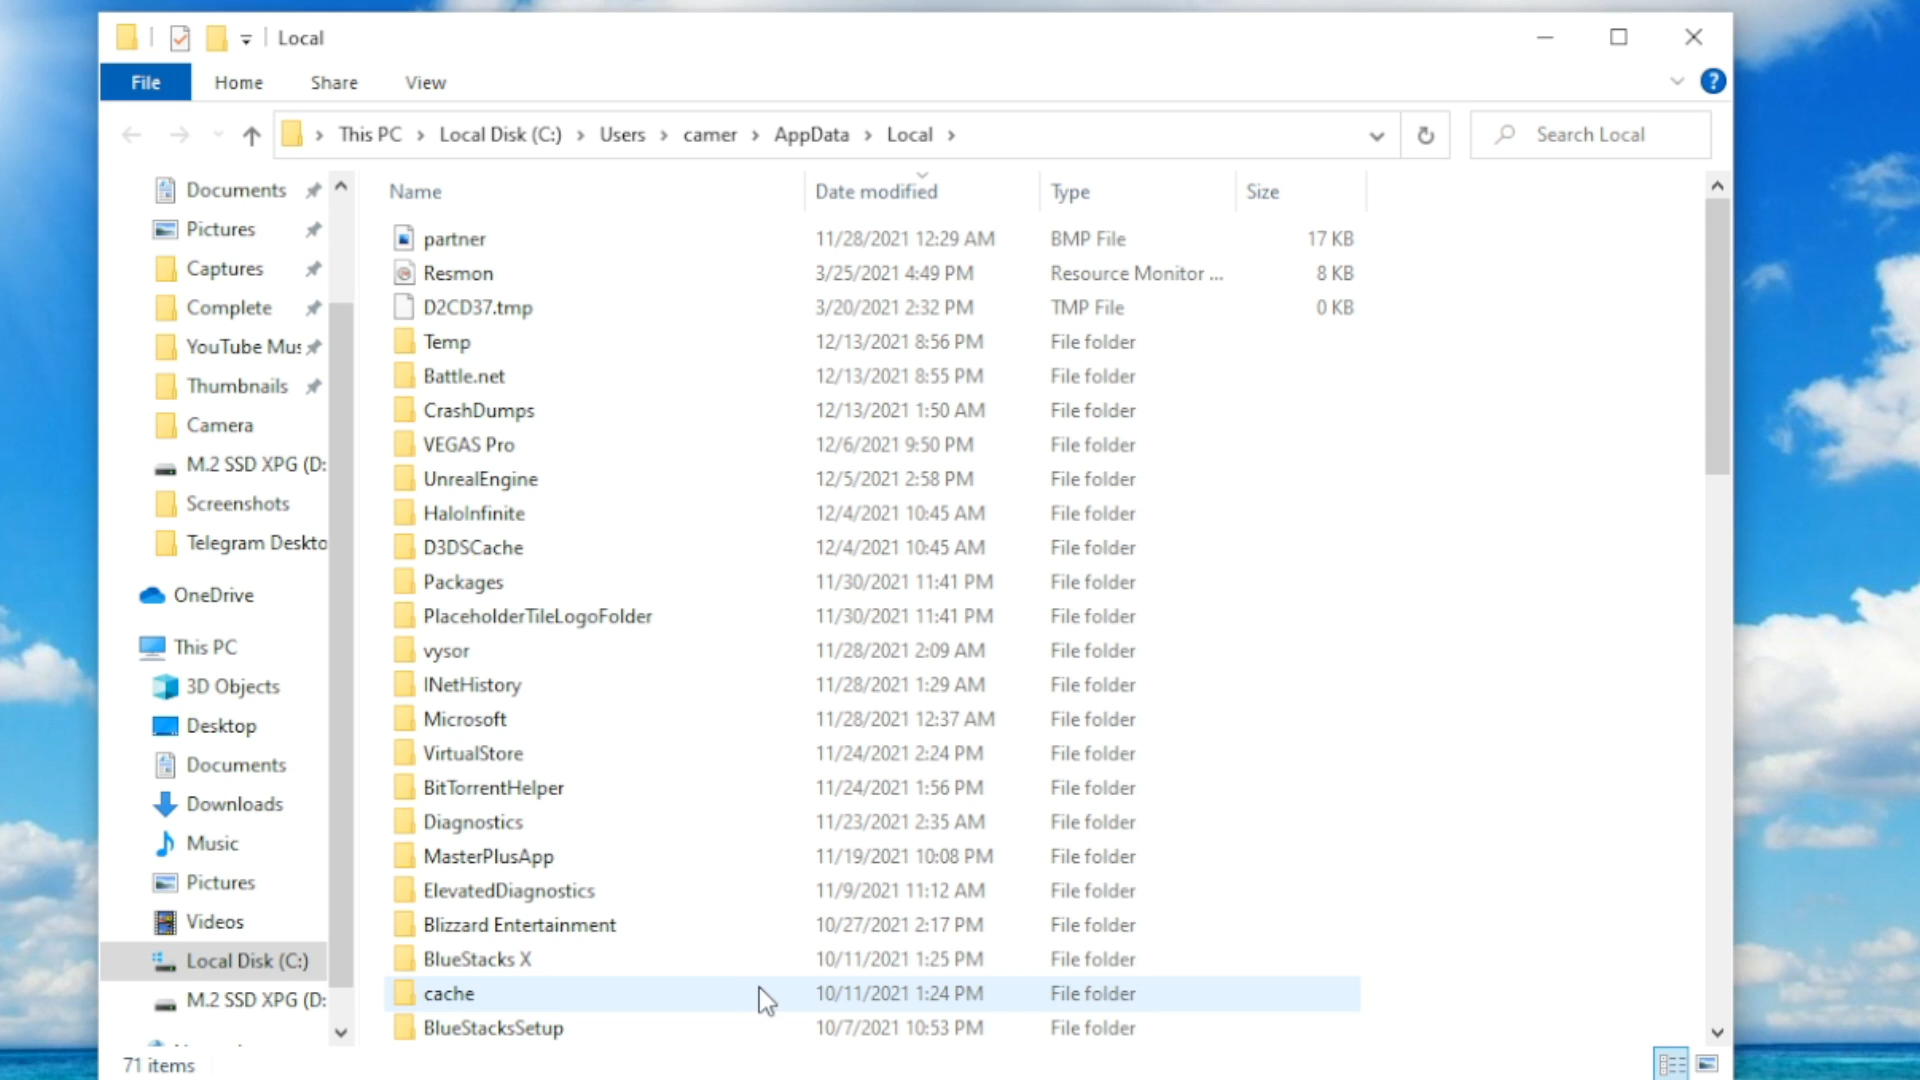 Local
File Home Share View
This PC Local Disk (C:) Users camer AppData Local
Search Local
Documents
Pictures
Captures
Complete
YouTube Mus
Thumbnails
Camera
M.2 SSD XPG (D:
Screenshots
Telegram Deskto
OneDrive
This PC
3D Objects
Desktop
Documents
Downloads
Music
Pictures
Videos
Local Disk (C:)
M.2 SSD XPG (D:
Name Date modified Type Size
partner 11/28/2021 12:29 AM BMP File 17 KB
Resmon 3/25/2021 4:49 PM Resource Monitor ... 8 KB
D2CD37.tmp 3/20/2021 2:32 PM TMP File 0 KB
Temp 12/13/2021 8:56 PM File folder
Battle.net 12/13/2021 8:55 PM File folder
CrashDumps 12/13/2021 1:50 AM File folder
VEGAS Pro 12/6/2021 9:50 PM File folder
UnrealEngine 12/5/2021 2:58 PM File folder
HaloInfinite 12/4/2021 10:45 AM File folder
D3DSCache 12/4/2021 10:45 AM File folder
Packages 11/30/2021 11:41 PM File folder
PlaceholderTileLogoFolder 11/30/2021 11:41 PM File folder
vysor 11/28/2021 2:09 AM File folder
INetHistory 11/28/2021 1:29 AM File folder
Microsoft 11/28/2021 12:37 AM File folder
VirtualStore 11/24/2021 2:24 PM File folder
BitTorrentHelper 11/24/2021 1:56 PM File folder
Diagnostics 11/23/2021 2:35 AM File folder
MasterPlusApp 11/19/2021 10:08 PM File folder
ElevatedDiagnostics 11/9/2021 11:12 AM File folder
Blizzard Entertainment 10/27/2021 2:17 PM File folder
BlueStacks X 10/11/2021 1:25 PM File folder
cache 10/11/2021 1:24 PM File folder
BlueStacksSetup 10/7/2021 10:53 PM File folder
71 items